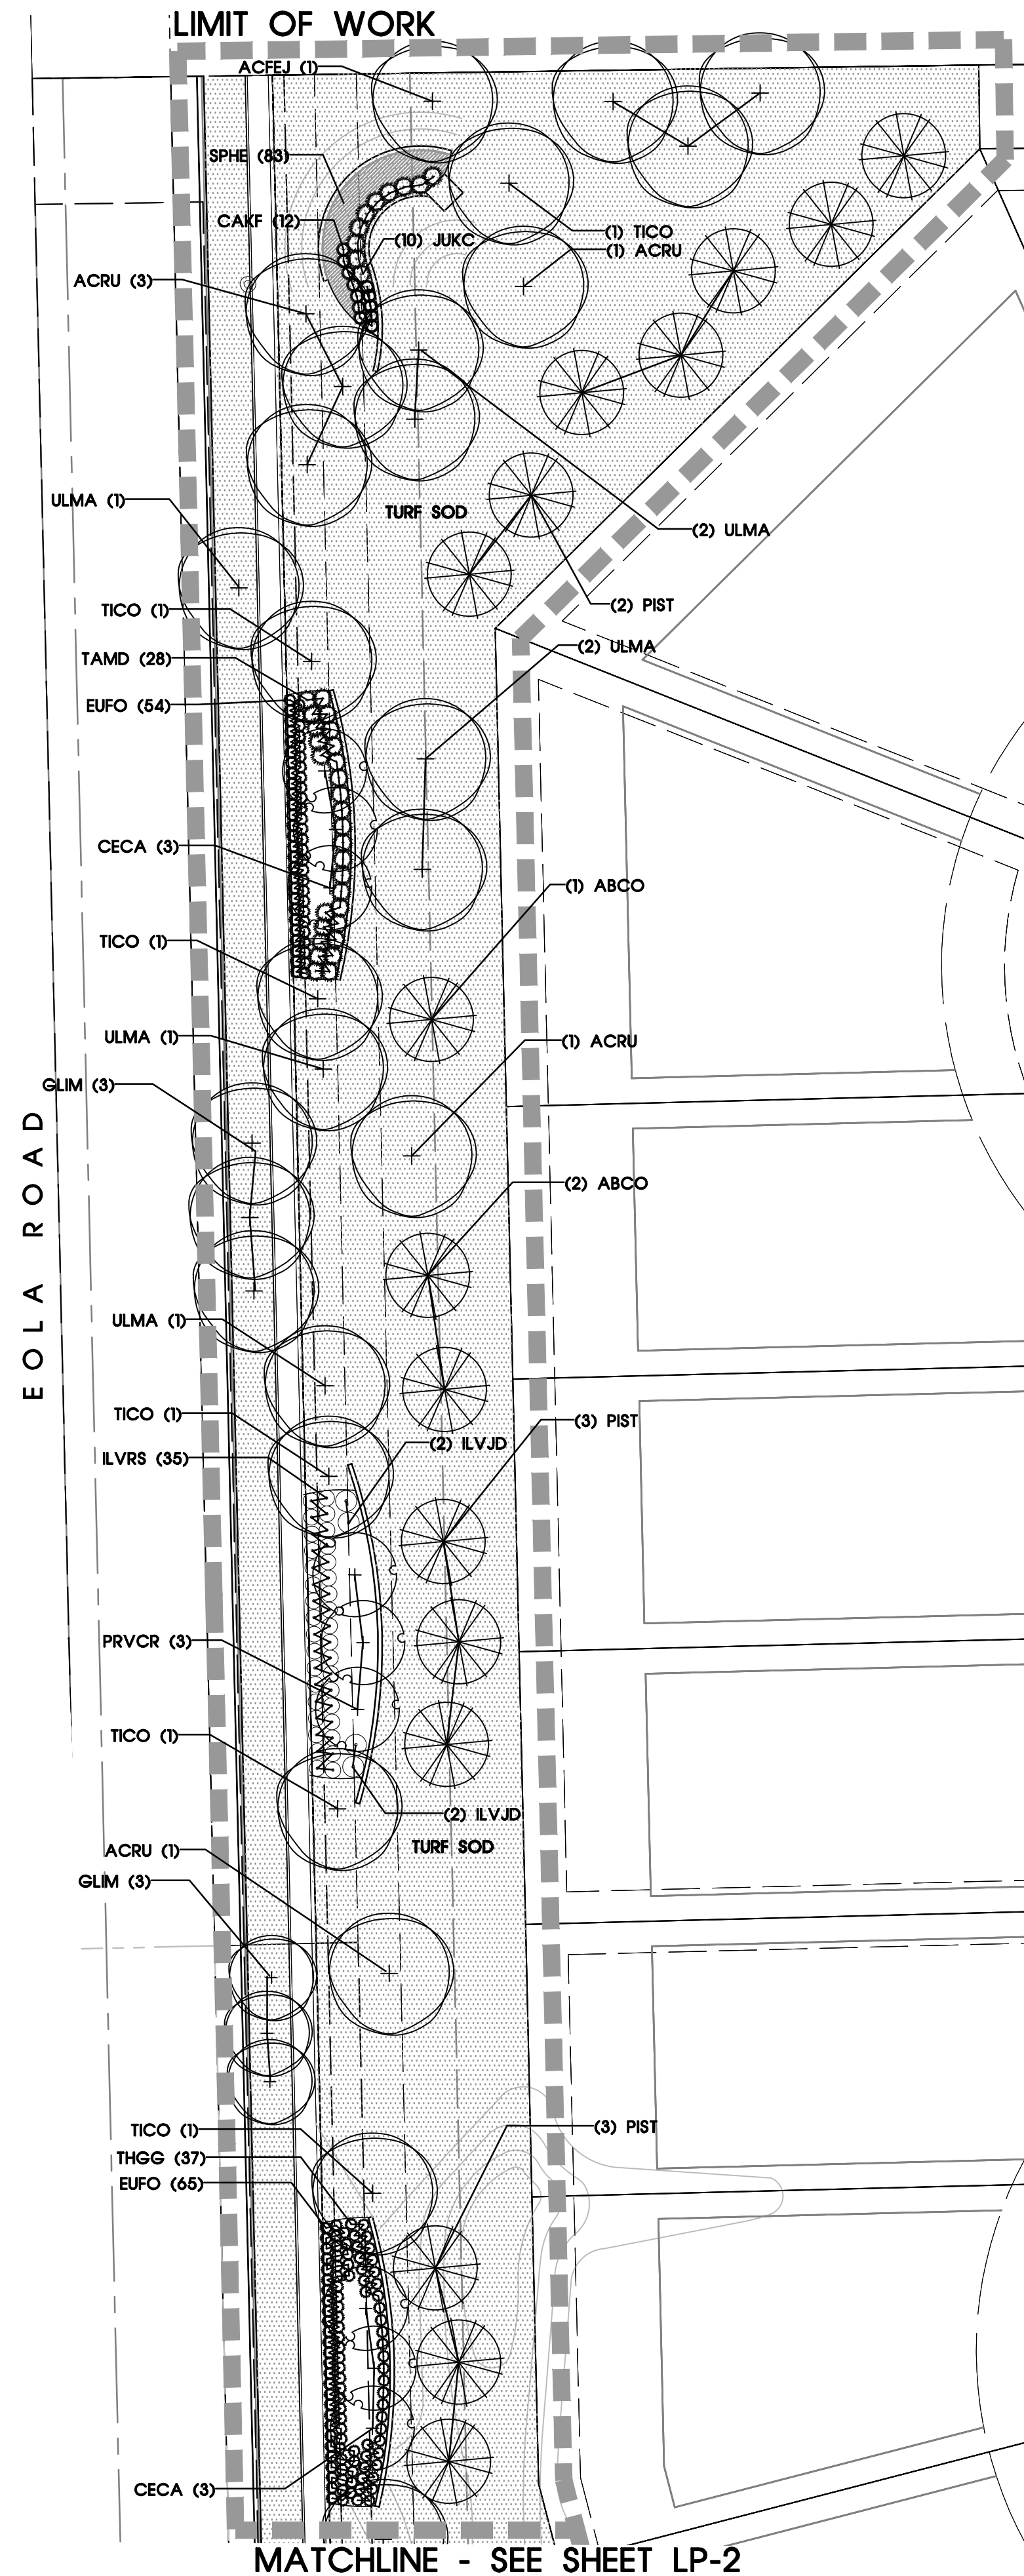 LIMIT OF WORK
ACFEJ (1)
SPHE (83)
CAKF (12)
(10) JUKC
(1) TICO
(1) ACRU
ACRU (3)
ULMA (1)
TURF SOD
(2) ULMA
TICO (1)
(2) PIST
(2) ULMA
TAMD (28)
EUFO (54)
CECA (3)
(1) ABCO
TICO (1)
ULMA (1)
(1) ACRU
GLIM (3)
EOLA ROAD
(2) ABCO
ULMA (1)
TICO (1)
(3) PIST
(2) ILVJD
ILVRS (35)
PRVCR (3)
TICO (1)
(2) ILVJD
TURF SOD
ACRU (1)
GLIM (3)
TICO (1)
(3) PIST
THGG (37)
EUFO (65)
CECA (3)
MATCHLINE - SEE SHEET LP-2